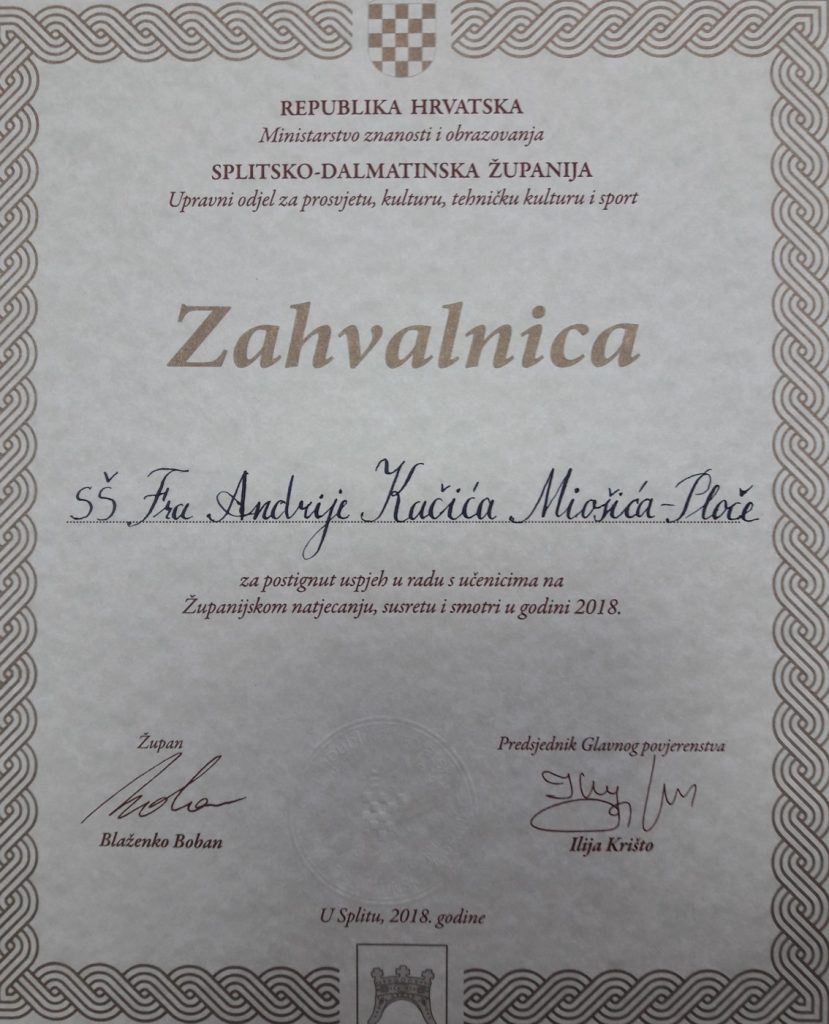 REPUBLIKA HRVATSKA
Ministarstvo znanosti i obrazovanja
SPLITSKO-DALMATINSKA ŽUPANIJA
Upravni odjel za prosvjetu, kulturu, tehničku kulturu i sport
Zahvalnica
SŠ Fra Andrije Kačića Miošića-Ploče
za postignut uspjeh u radu s učenicima na
Županijskom natjecanju, susretu i smotri u godini 2018.
Župan
Blaženko Boban
Predsjednik Glavnog povjerenstva
Ilija Krišto
U Splitu, 2018. godine